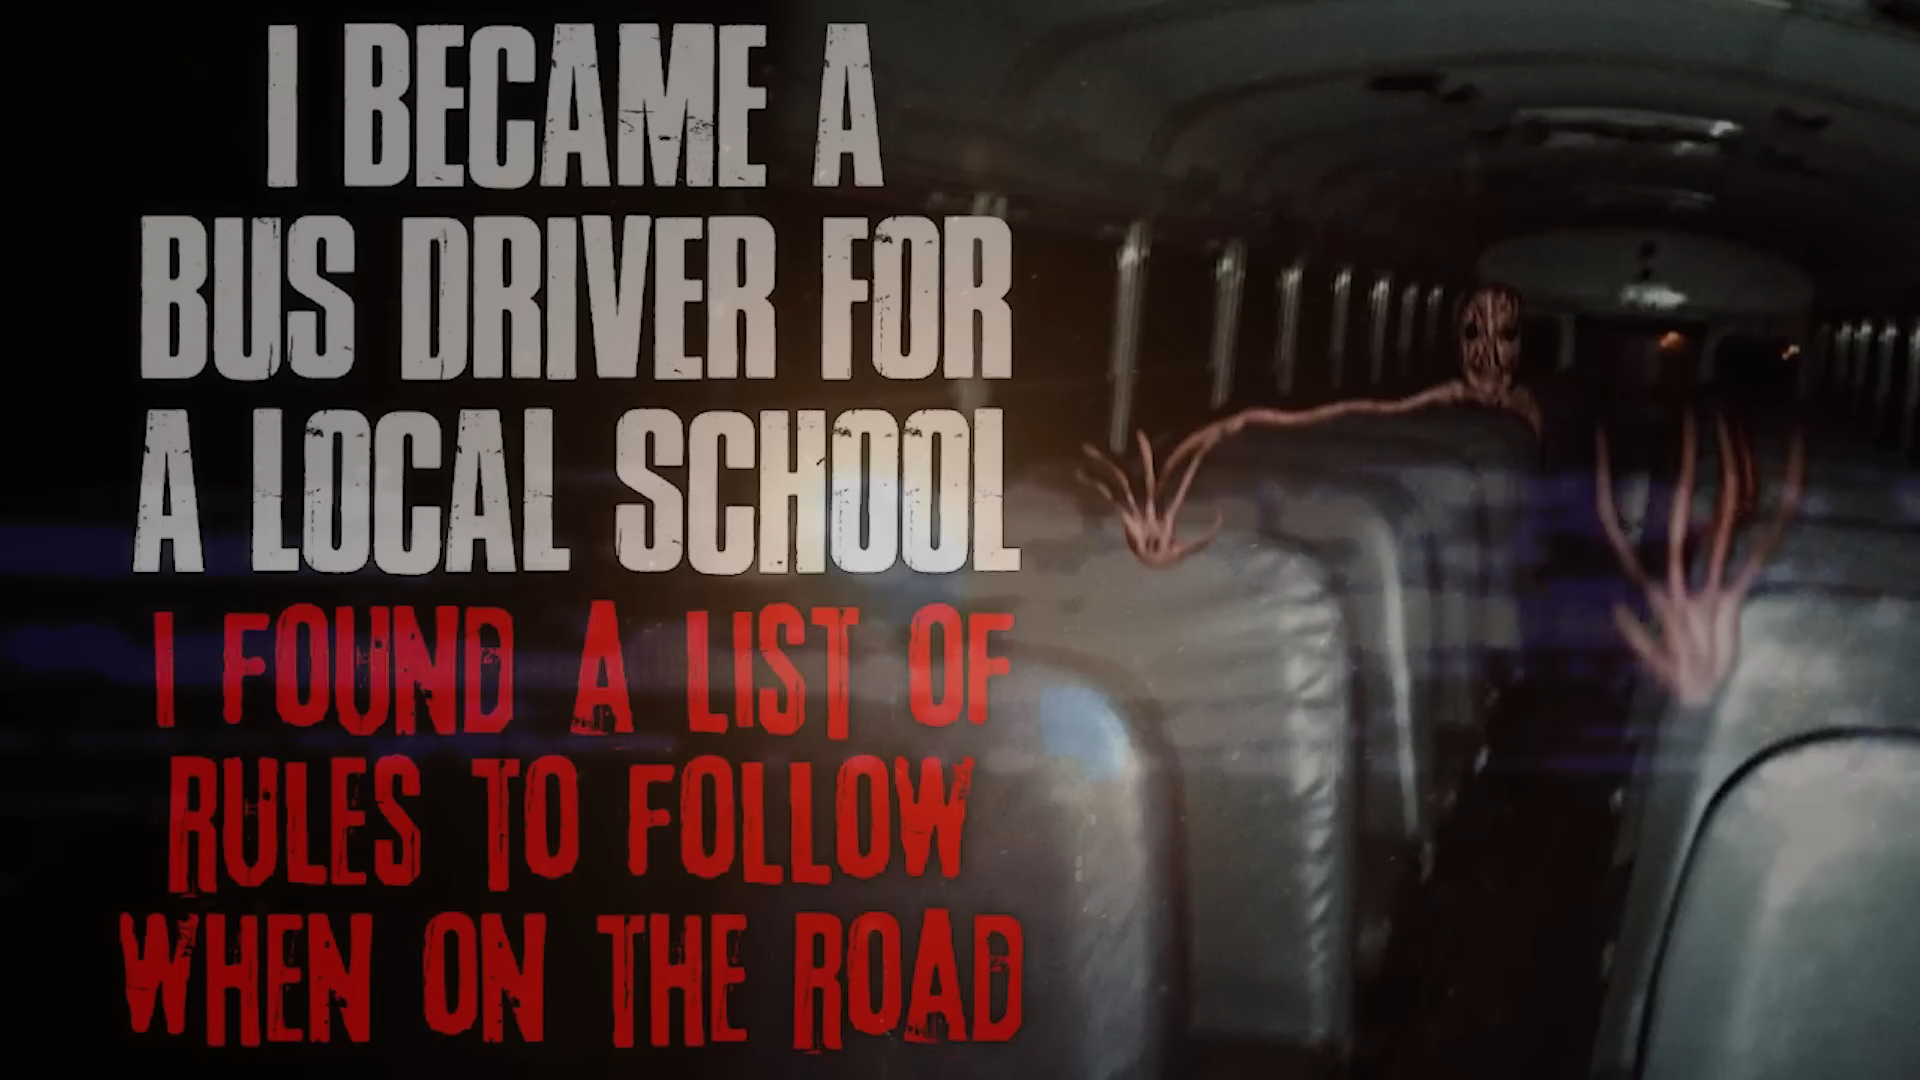 I BECAME A
BUS DRIVER FOR
A LOCAL SCHOOL
I FOUND A LIST OF
RULES TO FOLLOW
WHEN ON THE ROAD